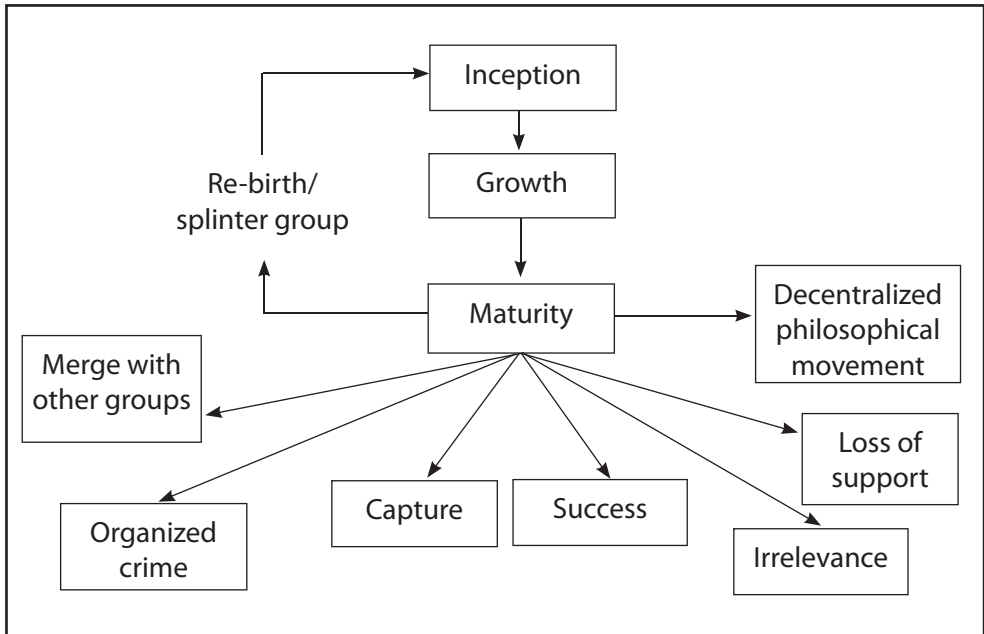 Inception
Growth
Re-birth/
splinter group
Maturity
Decentralized
philosophical
movement
Merge with
other groups
Loss of
support
Capture
Success
Organized
crime
Irrelevance